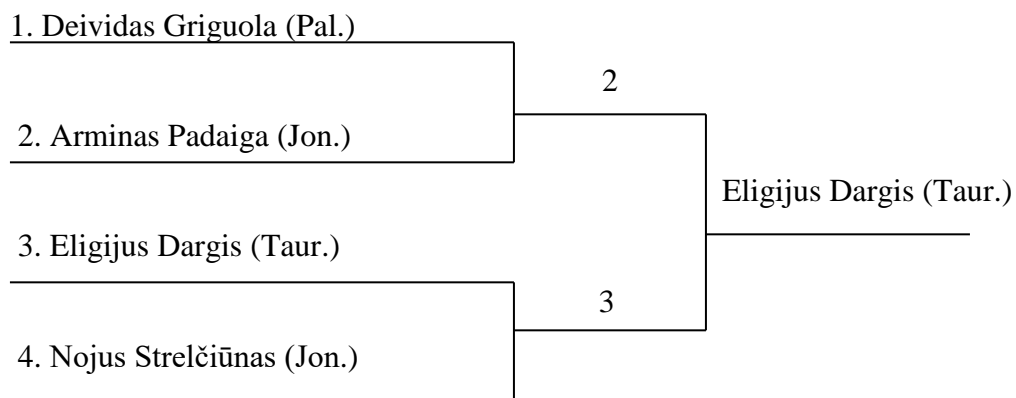 1. Deividas Griguola (Pal.)
2
2. Arminas Padaiga (Jon.)
Eligijus Dargis (Taur.)
3. Eligijus Dargis (Taur.)
3
4. Nojus Strelčiūnas (Jon.)